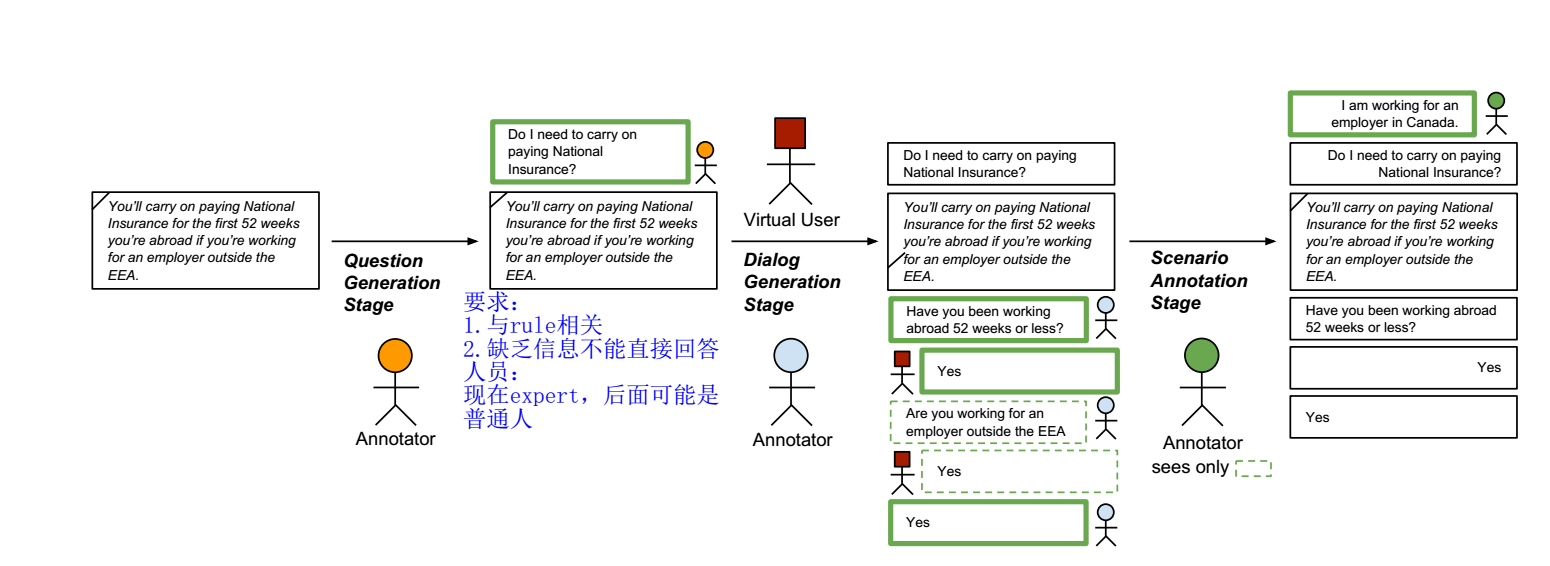 You'll carry on paying National
Insurance for the first 52 weeks
you're abroad if you're working
for an employer outside the
EEA.
Question
Generation
Stage
Annotator
Do I need to carry on
paying National
Insurance?
You'll carry on paying National
Insurance for the first 52 weeks
you're abroad if you're working
for an employer outside the
EEA.
要求：
1.与rule相关
2.缺乏信息不能直接回答
人员：
现在expert，后面可能是
普通人
Virtual User
Dialog
Generation
Stage
Annotator
Do I need to carry on paying
National Insurance?
You'll carry on paying National
Insurance for the first 52 weeks
you're abroad if you're working
for an employer outside the
EEA.
Have you been working
abroad 52 weeks or less?
Yes
Are you working for an
employer outside the EEA
Yes
Yes
Scenario
Annotation
Stage
Annotator
sees only
I am working for an
employer in Canada.
Do I need to carry on paying
National Insurance?
You'll carry on paying National
Insurance for the first 52 weeks
you're abroad if you're working
for an employer outside the
EEA.
Have you been working abroad
52 weeks or less?
Yes
Yes